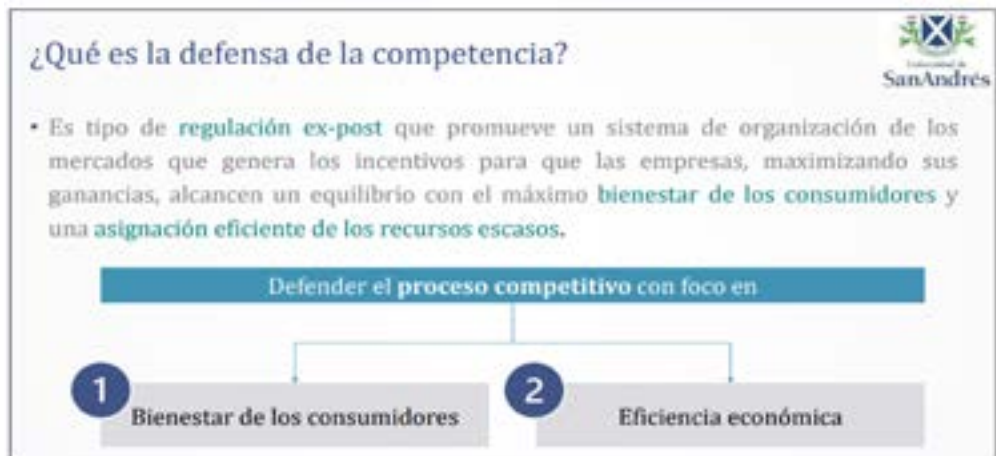 ¿Qué es la defensa de la competencia?
Universidad de
SanAndrés
• Es tipo de regulación ex-post que promueve un sistema de organización de los
mercados que genera los incentivos para que las empresas, maximizando sus
ganancias, alcancen un equilibrio con el máximo bienestar de los consumidores y
una asignación eficiente de los recursos escasos.
Defender el proceso competitivo con foco en
1
Bienestar de los consumidores
2
Eficiencia económica